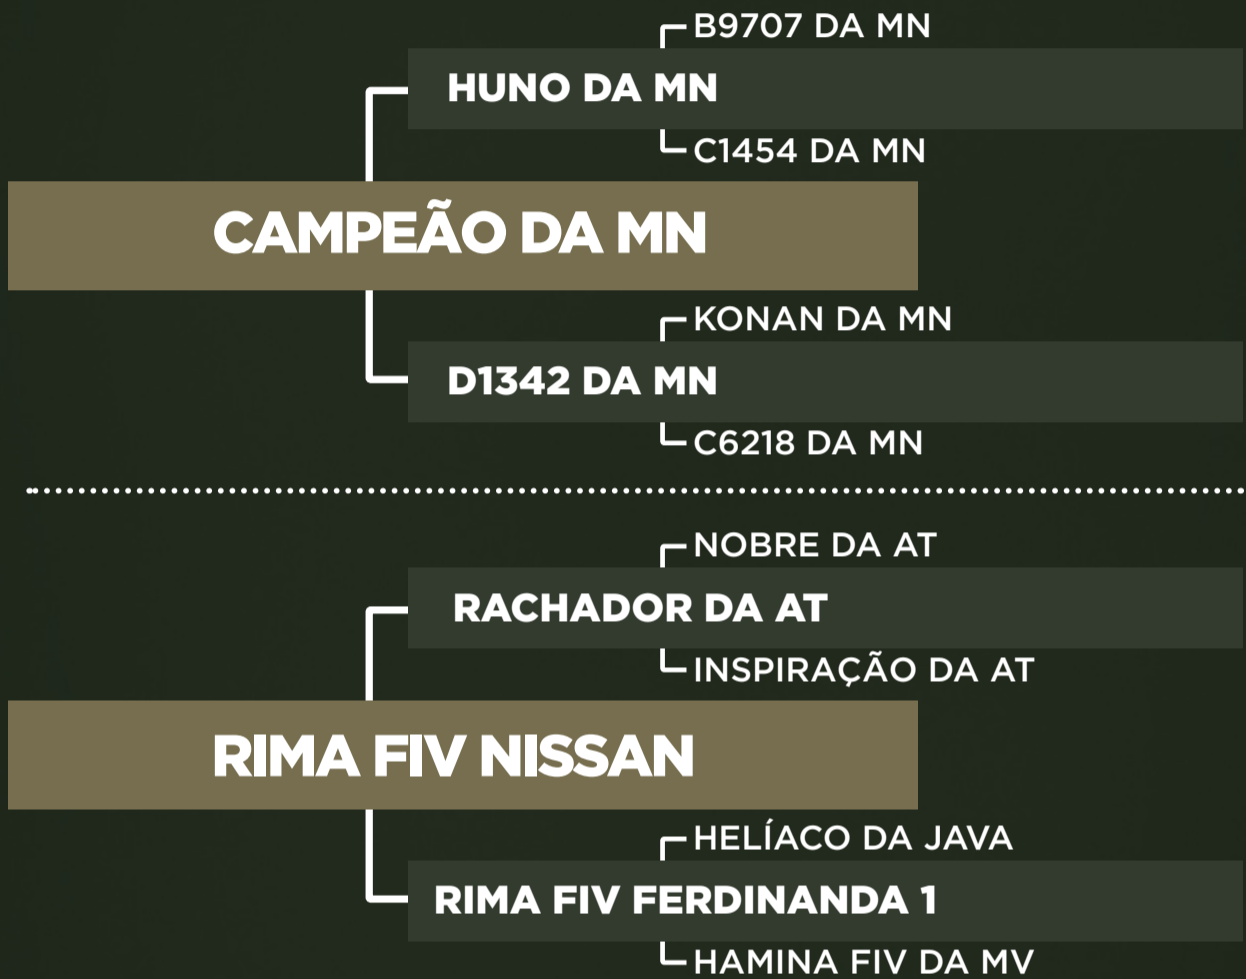 B9707 DA MN
HUNO DA MN
C1454 DA MN
CAMPEÃO DA MN
KONAN DA MN
D1342 DA MN
C6218 DA MN
NOBRE DA AT
RACHADOR DA AT
INSPIRAÇÃO DA AT
RIMA FIV NISSAN
HELÍACO DA JAVA
RIMA FIV FERDINANDA 1
HAMINA FIV DA MV